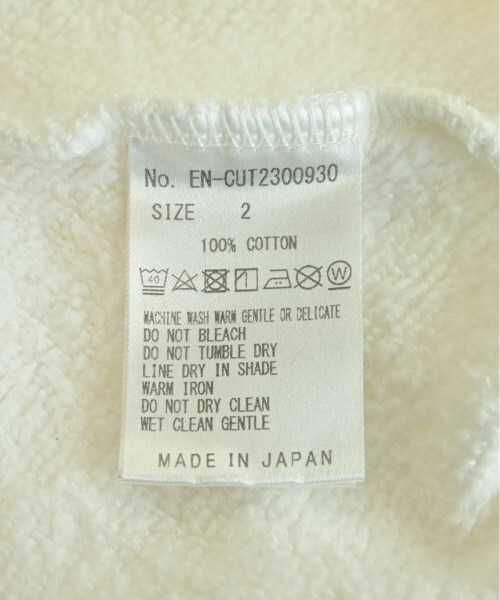 No. EN-CUT2300930
SIZE 2
100% COTTON
40 W
MACHINE WASH WARM GENTLE OR DELICATE
DO NOT BLEACH
DO NOT TUMBLE DRY
LINE DRY IN SHADE
WARM IRON
DO NOT DRY CLEAN
WET CLEAN GENTLE
MADE IN JAPAN